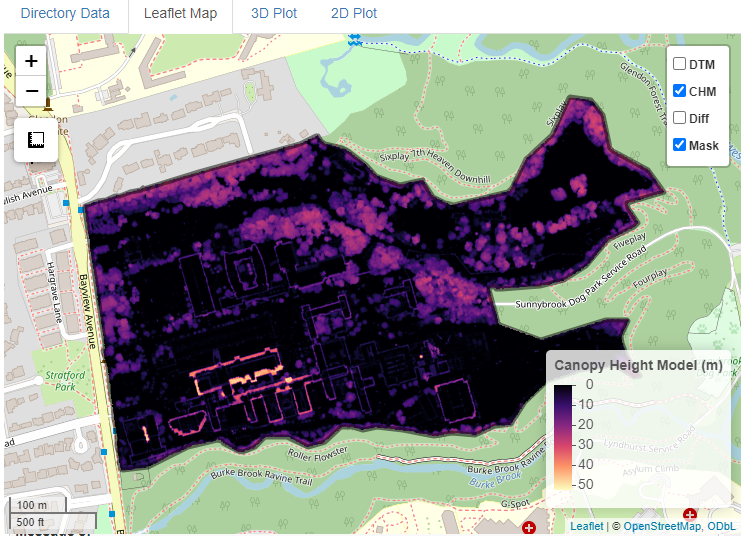 Directory Data
Leaflet Map
3D Plot
2D Plot
+
−
DTM
CHM
Diff
Mask
Glendon Forest Tra
Sixplay
Sixplay 7th Heaven Downhill
Bayview Avenue
Hargrave Lane
Stratford
Park
Fiveplay
Sunnybrook Dog Park Service Road
Fourplay
Canopy Height Model (m)
0
10
20
30
40
50
Roller Flowster
Burke Brook Ravine Trail
Burke Brook Ravine
Burke Brook
Lyndhurst Service Road
Asylum Climb
G-Spot
100 m
500 ft
Leaflet | © OpenStreetMap, ODbL